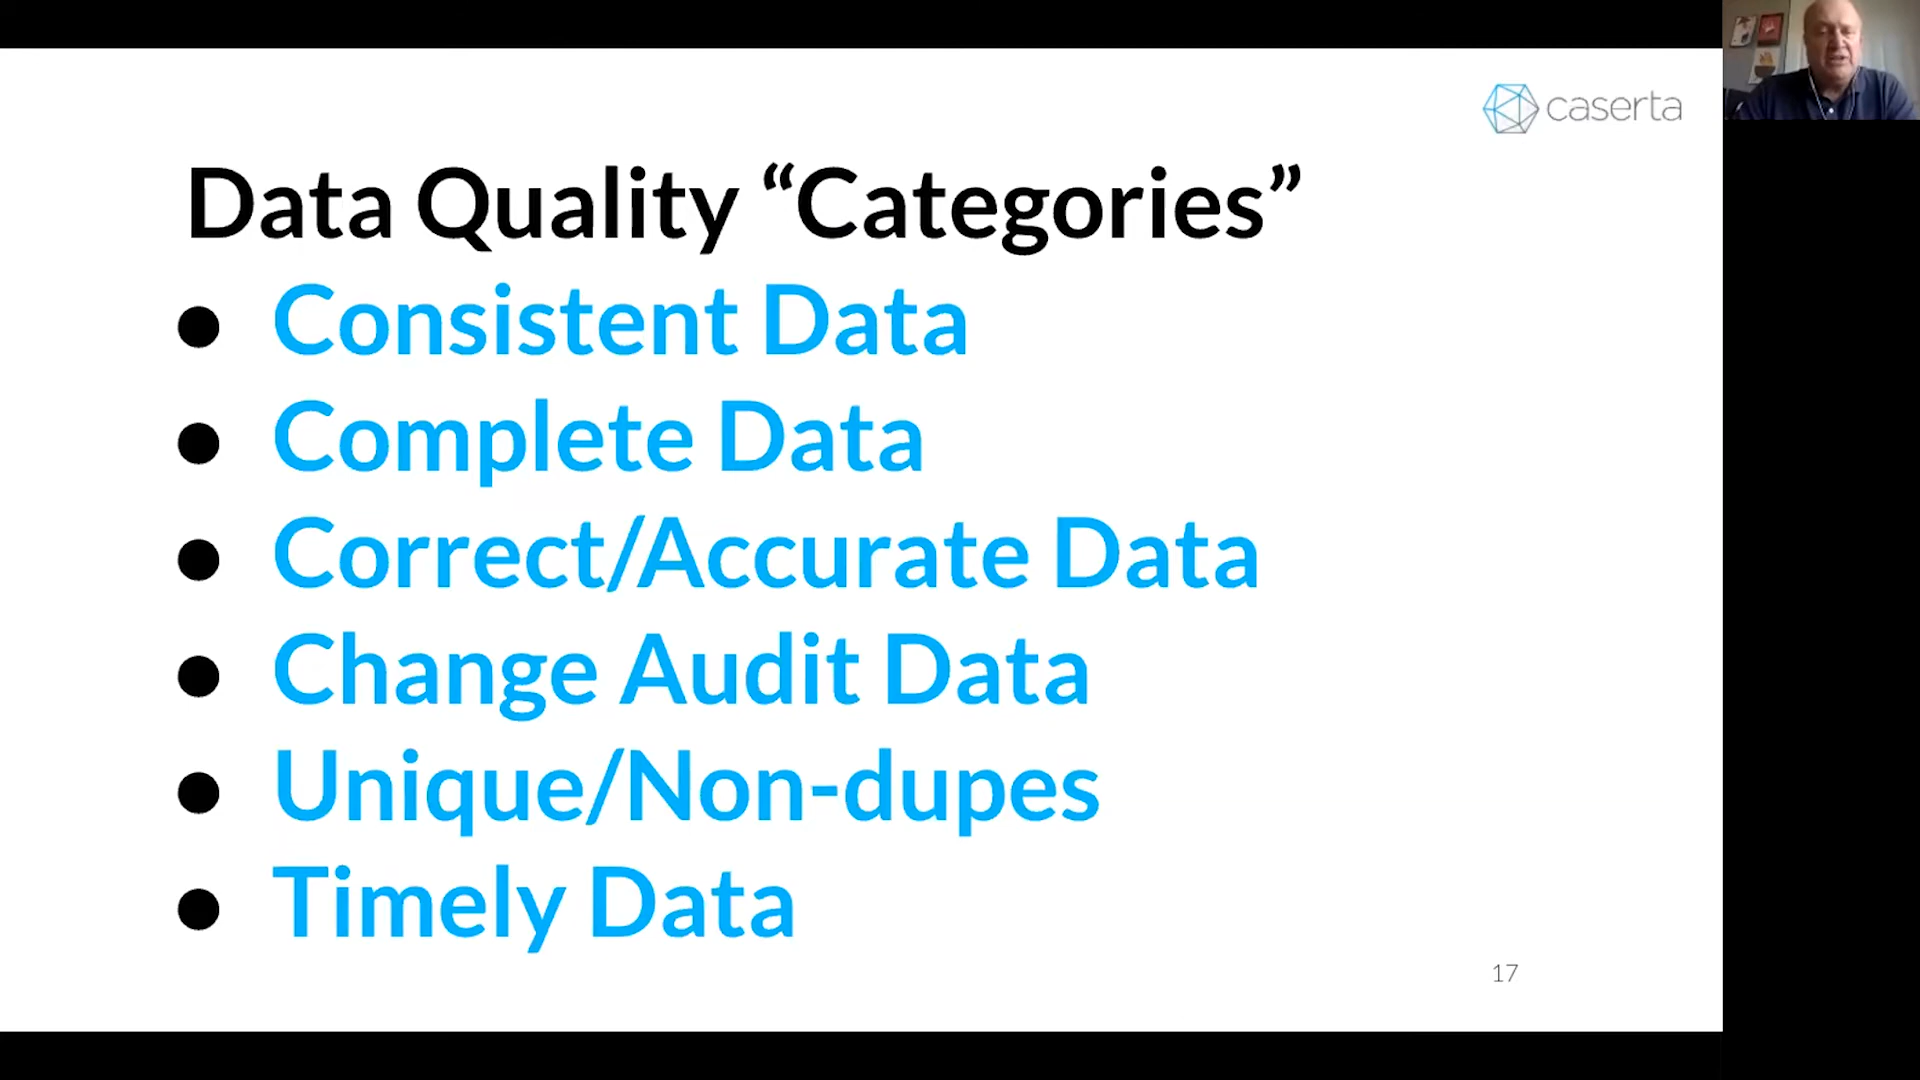 caserta
Data Quality “Categories”
● Consistent Data
● Complete Data
● Correct/Accurate Data
● Change Audit Data
● Unique/Non-dupes
● Timely Data
17